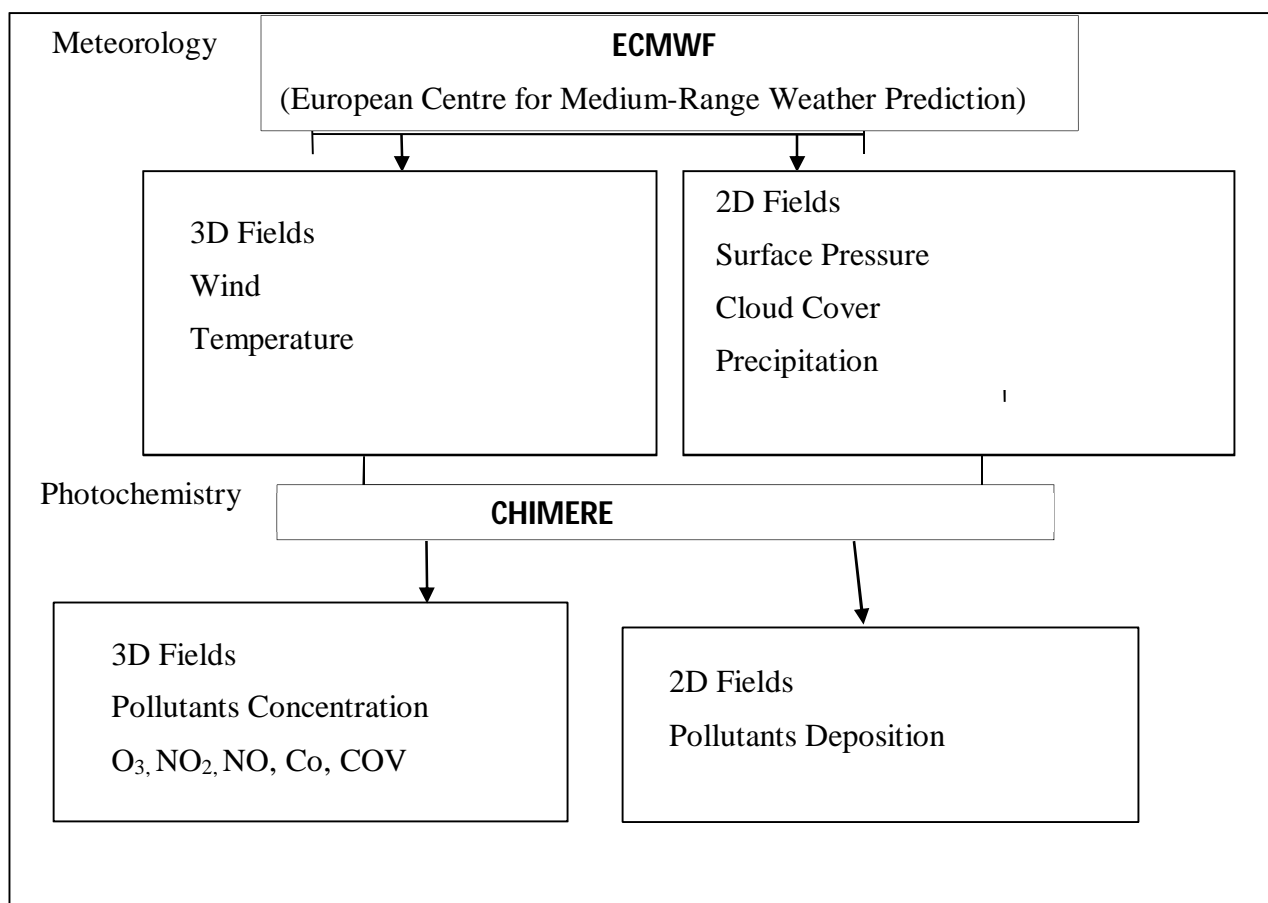 Meteorology
ECMWF
(European Centre for Medium-Range Weather Prediction)
3D Fields
Wind
Temperature
2D Fields
Surface Pressure
Cloud Cover
Precipitation
Photochemistry
CHIMERE
3D Fields
Pollutants Concentration
O₃, NO₂, NO, Co, COV
2D Fields
Pollutants Deposition